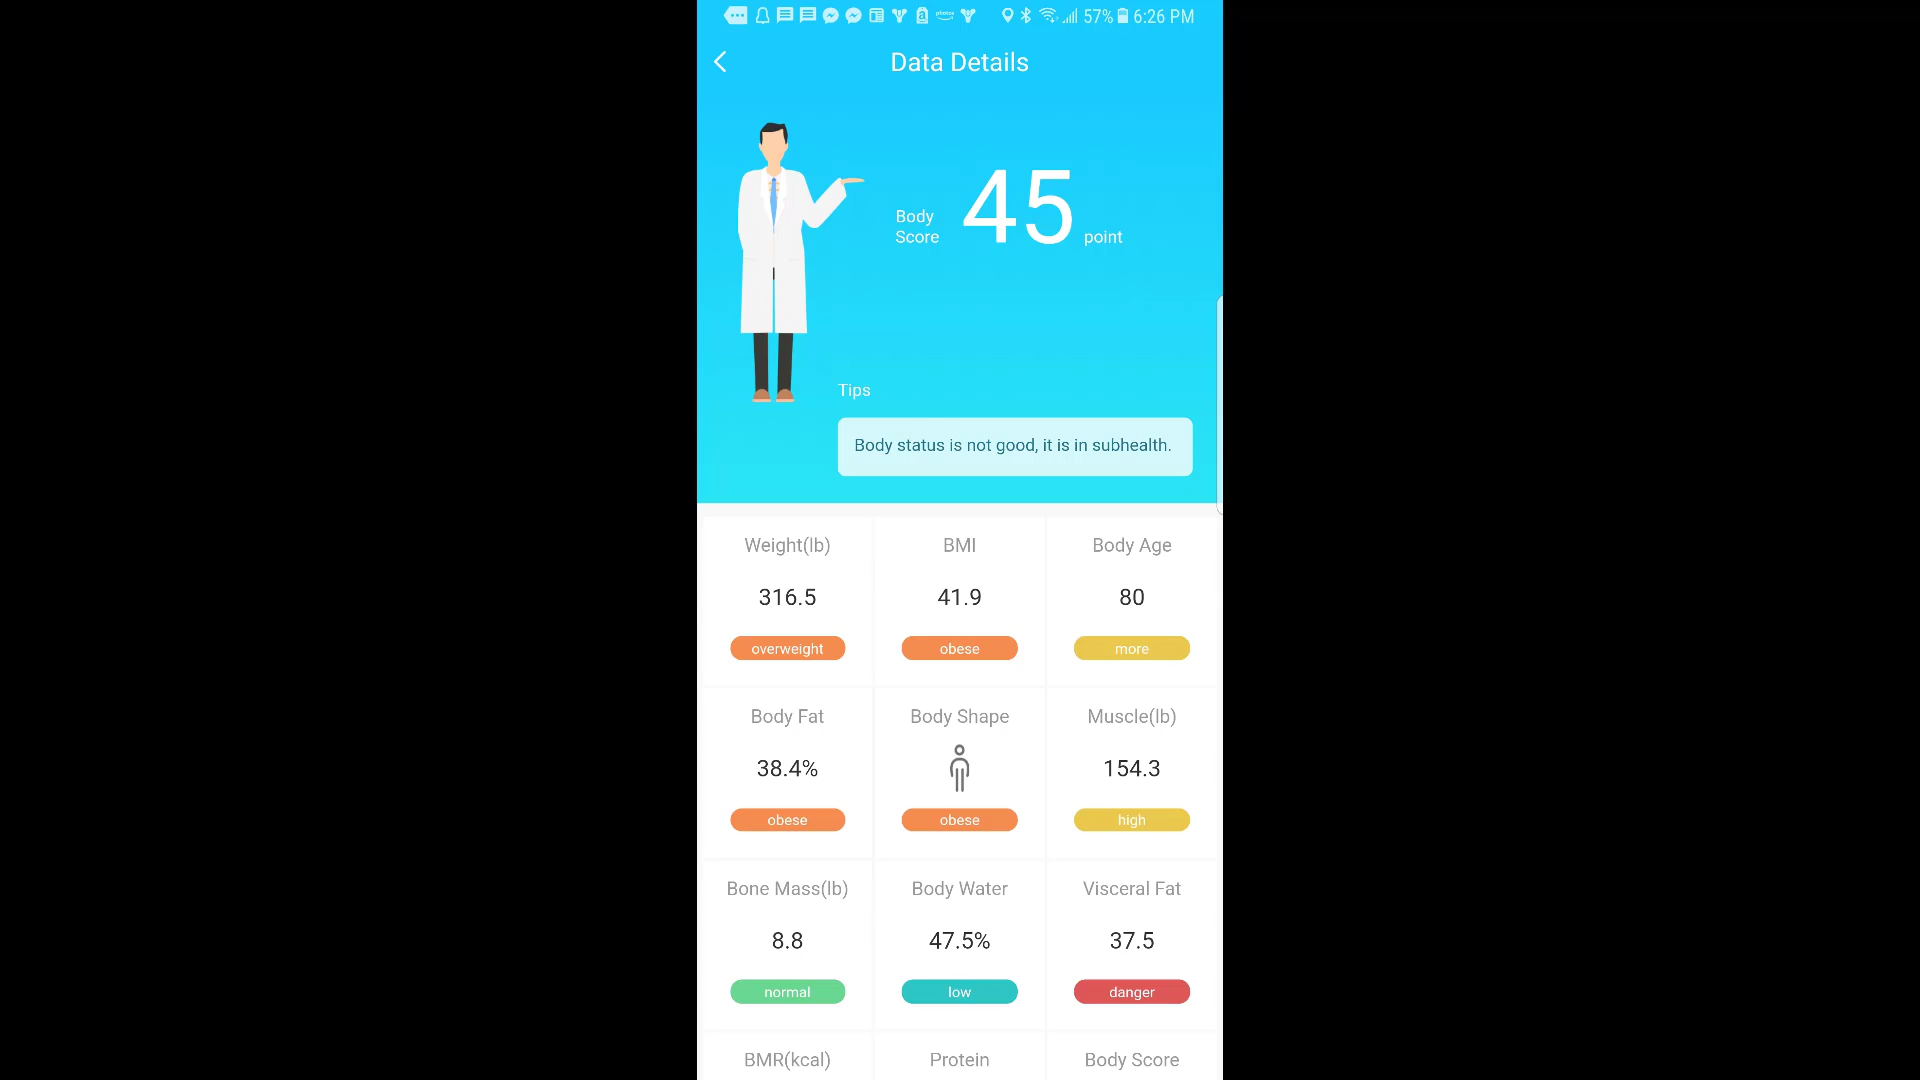 57% 6:26 PM
Data Details
Body
Score
45
point
Tips
Body status is not good, it is in subhealth.
Weight(lb) BMI Body Age
316.5 41.9 80
overweight obese more
Body Fat Body Shape Muscle(lb)
38.4% 154.3
obese obese high
Bone Mass(lb) Body Water Visceral Fat
8.8 47.5% 37.5
normal low danger
BMR(kcal) Protein Body Score